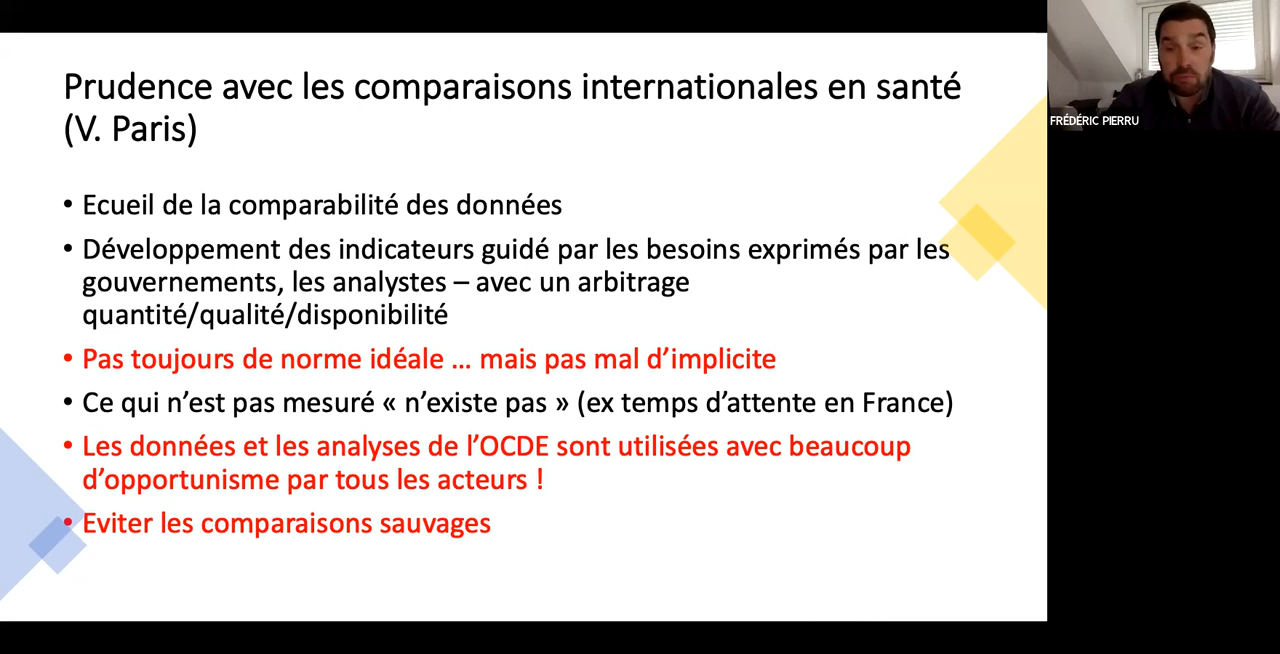 Prudence avec les comparaisons internationales en santé
(V. Paris)
• Ecueil de la comparabilité des données
• Développement des indicateurs guidé par les besoins exprimés par les
gouvernements, les analystes – avec un arbitrage
quantité/qualité/disponibilité
• Pas toujours de norme idéale … mais pas mal d’implicite
• Ce qui n’est pas mesuré « n’existe pas » (ex temps d’attente en France)
• Les données et les analyses de l’OCDE sont utilisées avec beaucoup
d’opportunisme par tous les acteurs !
• Eviter les comparaisons sauvages
FRÉDÉRIC PIERRU